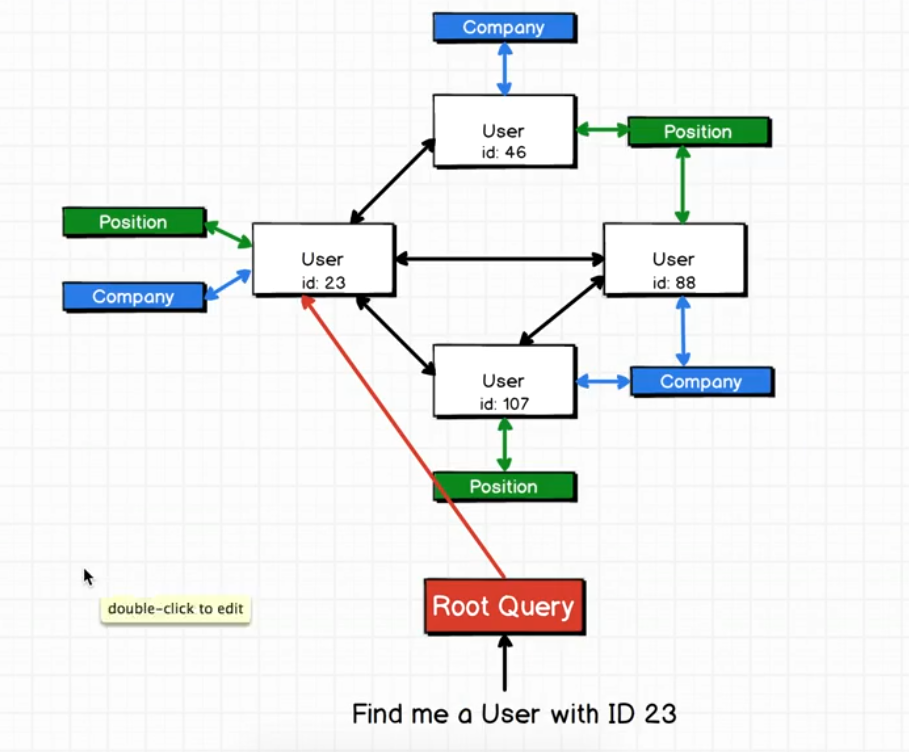 Company
User
id: 46
Position
Position
User
id: 23
Company
User
id: 88
User
id: 107
Company
Position
double-click to edit
Root Query
Find me a User with ID 23